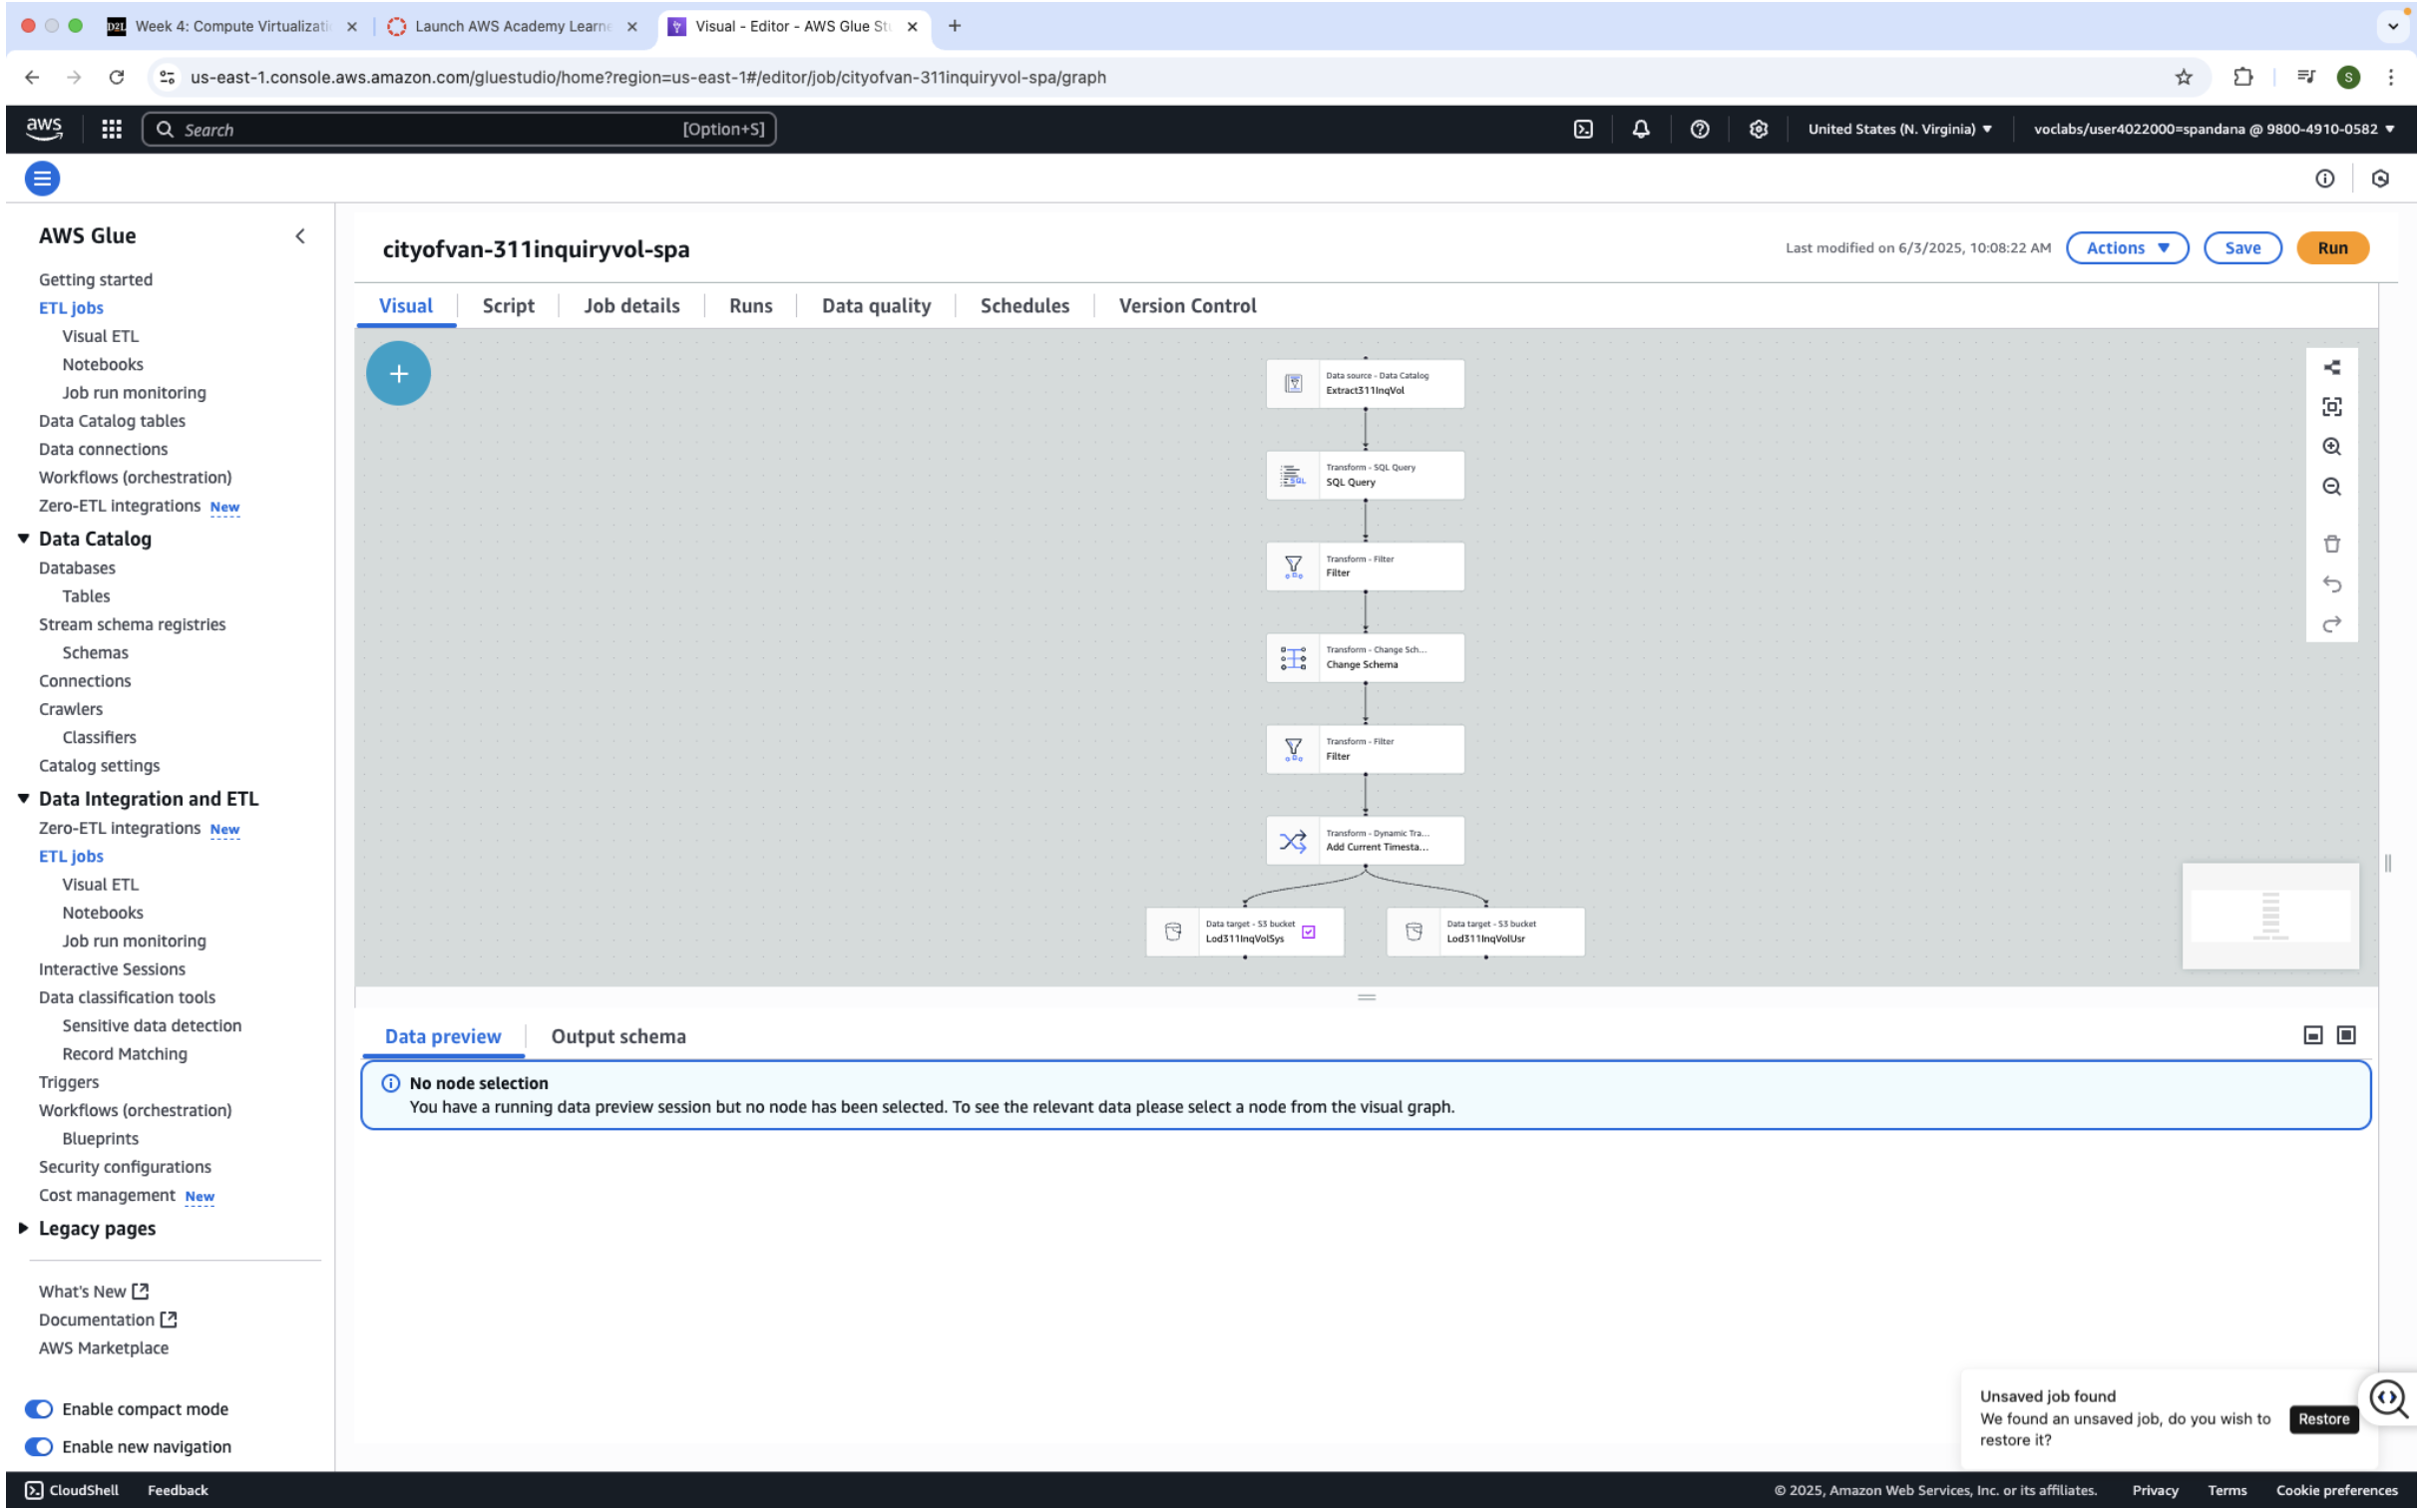 D2L Week 4: Compute Virtualizati
Launch AWS Academy Learne
Visual - Editor - AWS Glue Stu
us-east-1.console.aws.amazon.com/gluestudio/home?region=us-east-1#/editor/job/cityofvan-311inquiryvol-spa/graph
S
aws
Search
[Option+S]
United States (N. Virginia)
voclabs/user4022000=spandana @ 9800-4910-0582
AWS Glue
Getting started
ETL jobs
Visual ETL
Notebooks
Job run monitoring
Data Catalog tables
Data connections
Workflows (orchestration)
Zero-ETL integrations New
Data Catalog
Databases
Tables
Stream schema registries
Schemas
Connections
Crawlers
Classifiers
Catalog settings
Data Integration and ETL
Zero-ETL integrations New
ETL jobs
Visual ETL
Notebooks
Job run monitoring
Interactive Sessions
Data classification tools
Sensitive data detection
Record Matching
Triggers
Workflows (orchestration)
Blueprints
Security configurations
Cost management New
Legacy pages
What's New
Documentation
AWS Marketplace
Enable compact mode
Enable new navigation
cityofvan-311inquiryvol-spa
Last modified on 6/3/2025, 10:08:22 AM
Actions
Save
Run
Visual
Script
Job details
Runs
Data quality
Schedules
Version Control
Data source - Data Catalog
Extract311InqVol
Transform - SQL Query
SQL Query
SQL
Transform - Filter
Filter
Transform - Change Sch...
Change Schema
Transform - Filter
Filter
Transform - Dynamic Tra...
Add Current Timesta...
Data target - S3 bucket
Lod311InqVolSys
Data target - S3 bucket
Lod311InqVolUsr
Data preview
Output schema
No node selection
You have a running data preview session but no node has been selected. To see the relevant data please select a node from the visual graph.
Unsaved job found
We found an unsaved job, do you wish to
restore it?
Restore
CloudShell
Feedback
© 2025, Amazon Web Services, Inc. or its affiliates.
Privacy
Terms
Cookie preferences